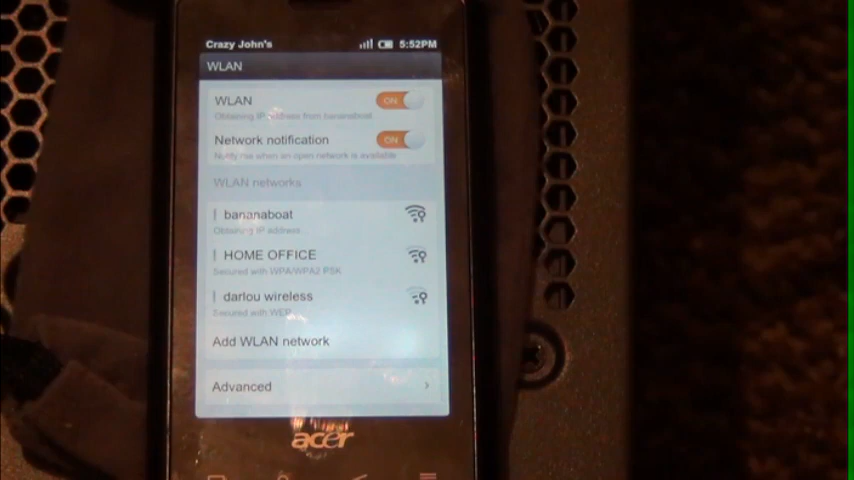 Crazy John's 5:52PM
WLAN
WLAN ON
Obtaining IP address from bananaboat
Network notification ON
Notify me when an open network is available
WLAN networks
bananaboat
Obtaining IP address
HOME OFFICE
Secured with WPA/WPA2 PSK
darlou wireless
Secured with WEP
Add WLAN network
Advanced
acer